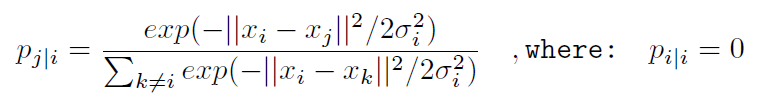 p_{j|i} = \frac{exp(-||x_i - x_j||^2/2\sigma_i^2)}{\sum_{k \neq i} exp(-||x_i - x_k||^2/2\sigma_i^2)} , where: p_{i|i} = 0